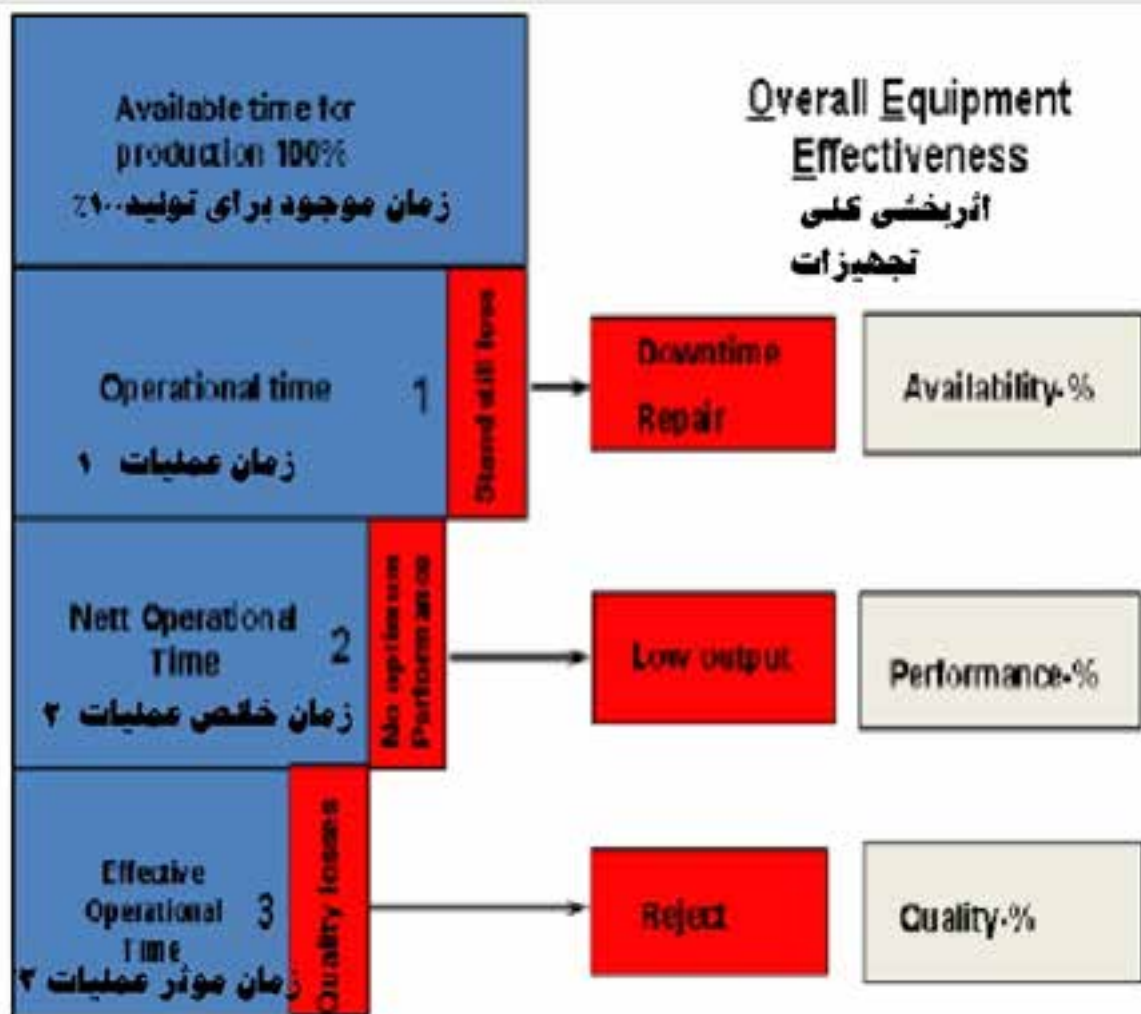 Available time for
production 100%
زمان موجود برای تولید۱۰۰٪
Overall Equipment
Effectiveness
اثربخشی کلی
تجهیزات
Operational time 1
زمان عملیات ۱
Stand still loss
Downtime
Repair
Availability-%
Nett Operational
Time 2
زمان خالص عملیات ۲
No optimum
Performance
Low output
Performance-%
Effective
Operational
Time 3
زمان موثر عملیات ۳
Quality losses
Reject
Quality-%